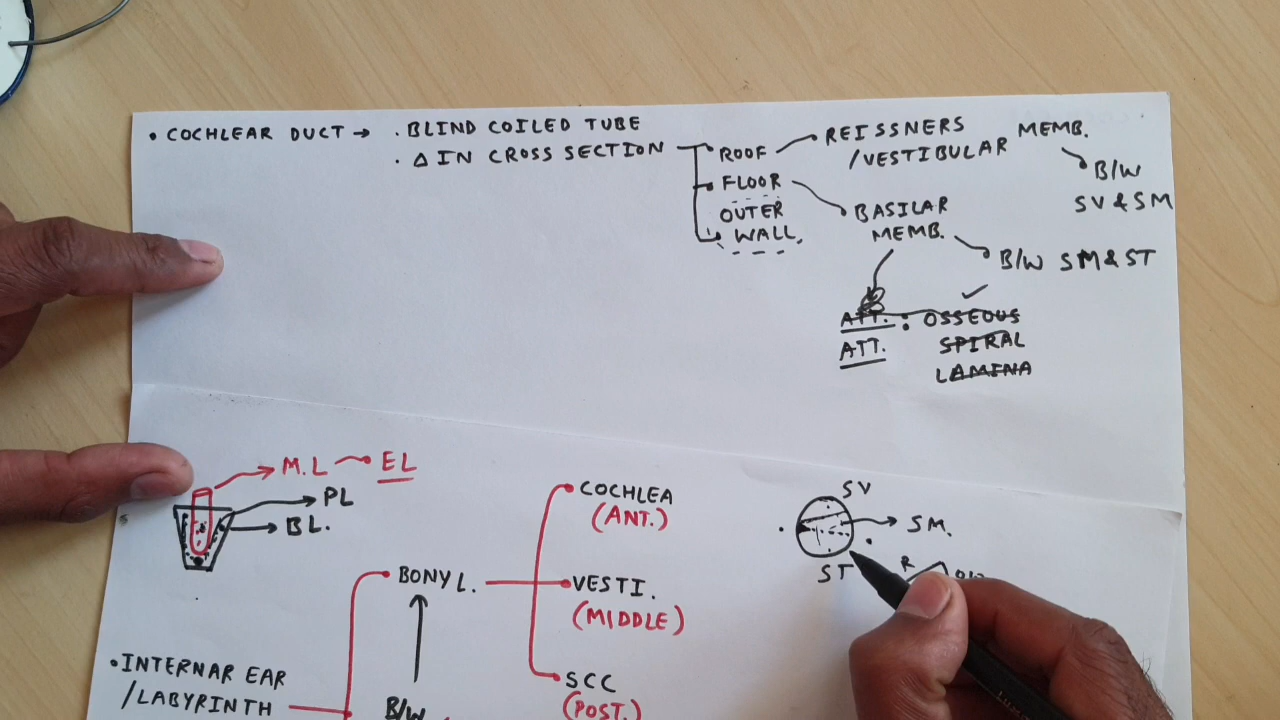 • COCHLEAR DUCT → . BLIND COILED TUBE
. Δ IN CROSS SECTION
ROOF
FLOOR
OUTER
WALL
REISSNERS
/VESTIBULAR MEMB.
B/W
SV & SM
BASILAR
MEMB.
B/W SM & ST
ATT. : OSSEOUS
ATT. SPIRAL
LAMINA
M.L
EL
PL
BL.
COCHLEA
(ANT.)
BONY L.
VESTI.
(MIDDLE)
SCC
(POST.)
• INTERNAR EAR
/LABYRINTH
B/W
SV
SM.
ST
R